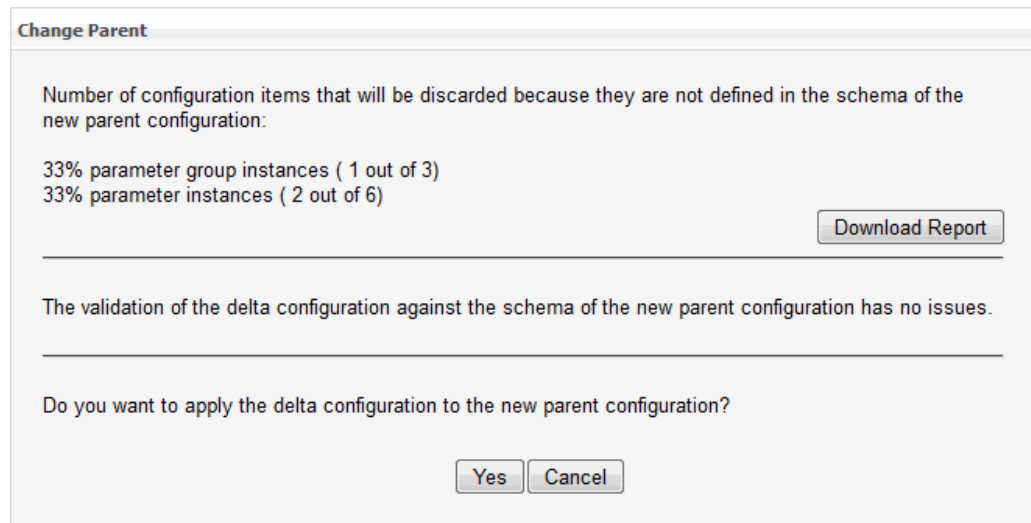 Change Parent
Number of configuration items that will be discarded because they are not defined in the schema of the
new parent configuration:
33% parameter group instances ( 1 out of 3)
33% parameter instances ( 2 out of 6)
Download Report
The validation of the delta configuration against the schema of the new parent configuration has no issues.
Do you want to apply the delta configuration to the new parent configuration?
Yes Cancel